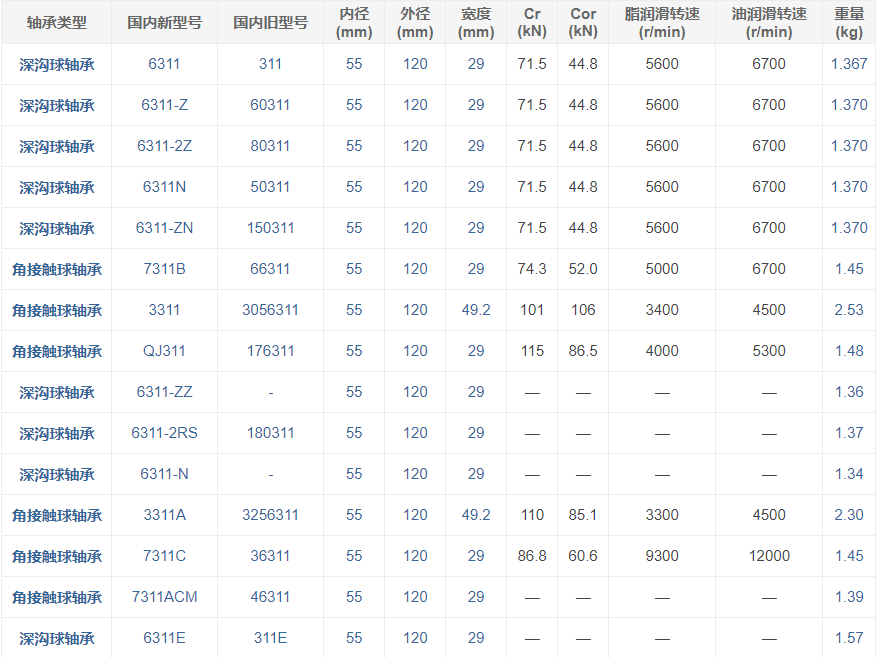 轴承类型 国内新型号 国内旧型号 内径 (mm) 外径 (mm) 宽度 (mm) Cr (kN) Cor (kN) 脂润滑转速 (r/min) 油润滑转速 (r/min) 重量 (kg)
深沟球轴承 6311 311 55 120 29 71.5 44.8 5600 6700 1.367
深沟球轴承 6311-Z 60311 55 120 29 71.5 44.8 5600 6700 1.370
深沟球轴承 6311-2Z 80311 55 120 29 71.5 44.8 5600 6700 1.370
深沟球轴承 6311N 50311 55 120 29 71.5 44.8 5600 6700 1.370
深沟球轴承 6311-ZN 150311 55 120 29 71.5 44.8 5600 6700 1.370
角接触球轴承 7311B 66311 55 120 29 74.3 52.0 5000 6700 1.45
角接触球轴承 3311 3056311 55 120 49.2 101 106 3400 4500 2.53
角接触球轴承 QJ311 176311 55 120 29 115 86.5 4000 5300 1.48
深沟球轴承 6311-ZZ - 55 120 29 — — — — 1.36
深沟球轴承 6311-2RS 180311 55 120 29 — — — — 1.37
深沟球轴承 6311-N - 55 120 29 — — — — 1.34
角接触球轴承 3311A 3256311 55 120 49.2 110 85.1 3300 4500 2.30
角接触球轴承 7311C 36311 55 120 29 86.8 60.6 9300 12000 1.45
角接触球轴承 7311ACM 46311 55 120 29 — — — — 1.39
深沟球轴承 6311E 311E 55 120 29 — — — — 1.57